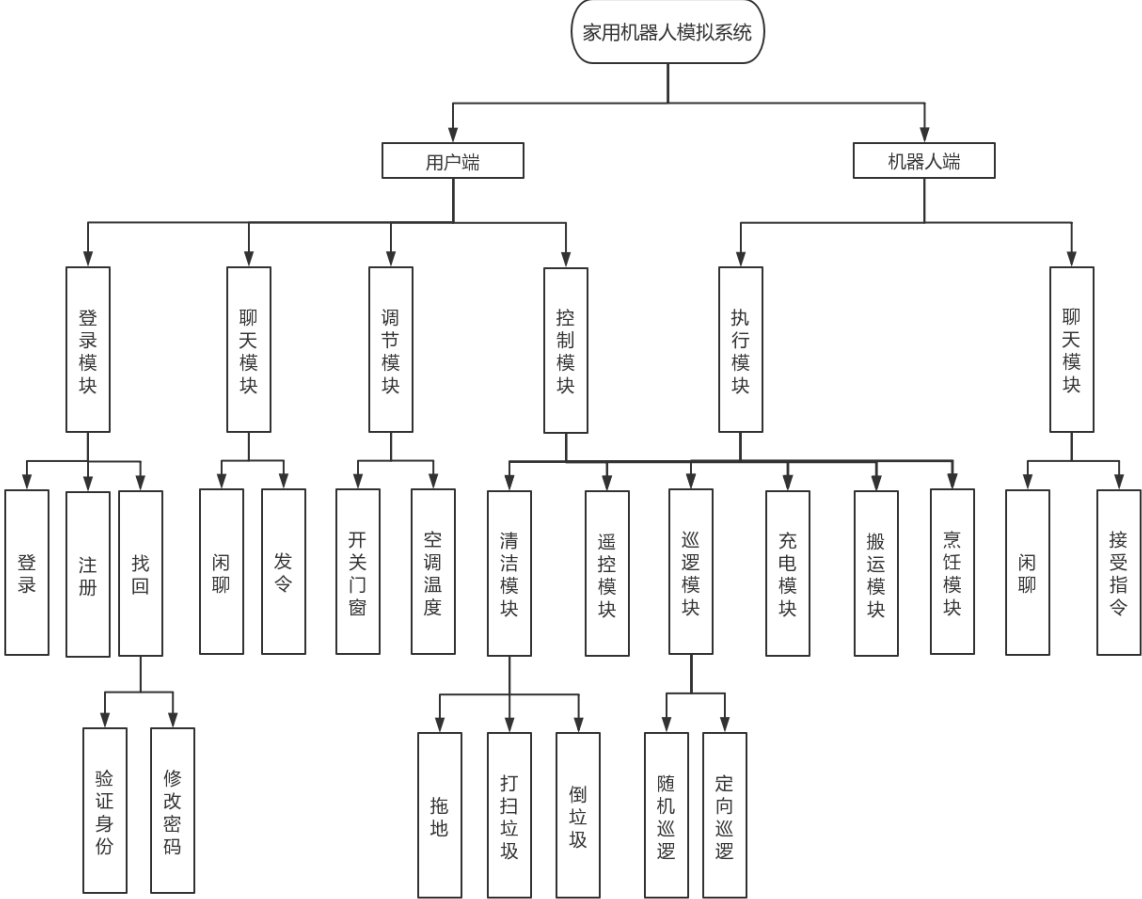 家用机器人模拟系统
用户端
机器人端
登录模块
聊天模块
调节模块
控制模块
执行模块
聊天模块
登录
注册
找回
闲聊
发令
开关门窗
空调温度
清洁模块
遥控模块
巡逻模块
充电模块
搬运模块
烹饪模块
闲聊
接受指令
验证身份
修改密码
拖地
打扫垃圾
倒垃圾
随机巡逻
定向巡逻